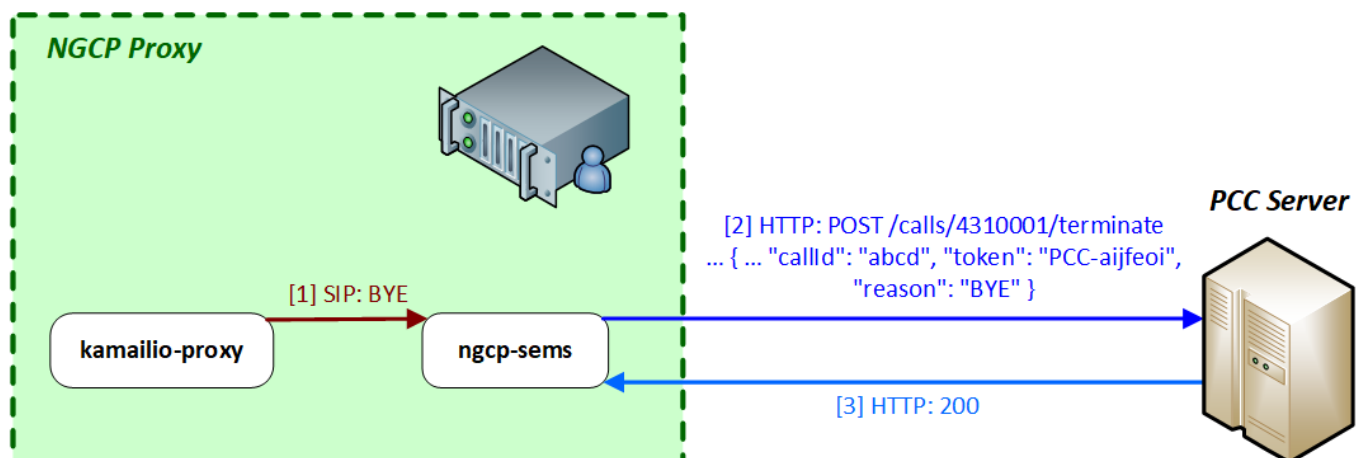 NGCP Proxy
PCC Server
[2] HTTP: POST /calls/4310001/terminate
... { ... "callId": "abcd", "token": "PCC-aijfeoi",
"reason": "BYE" }
[1] SIP: BYE
kamailio-proxy
ngcp-sems
[3] HTTP: 200